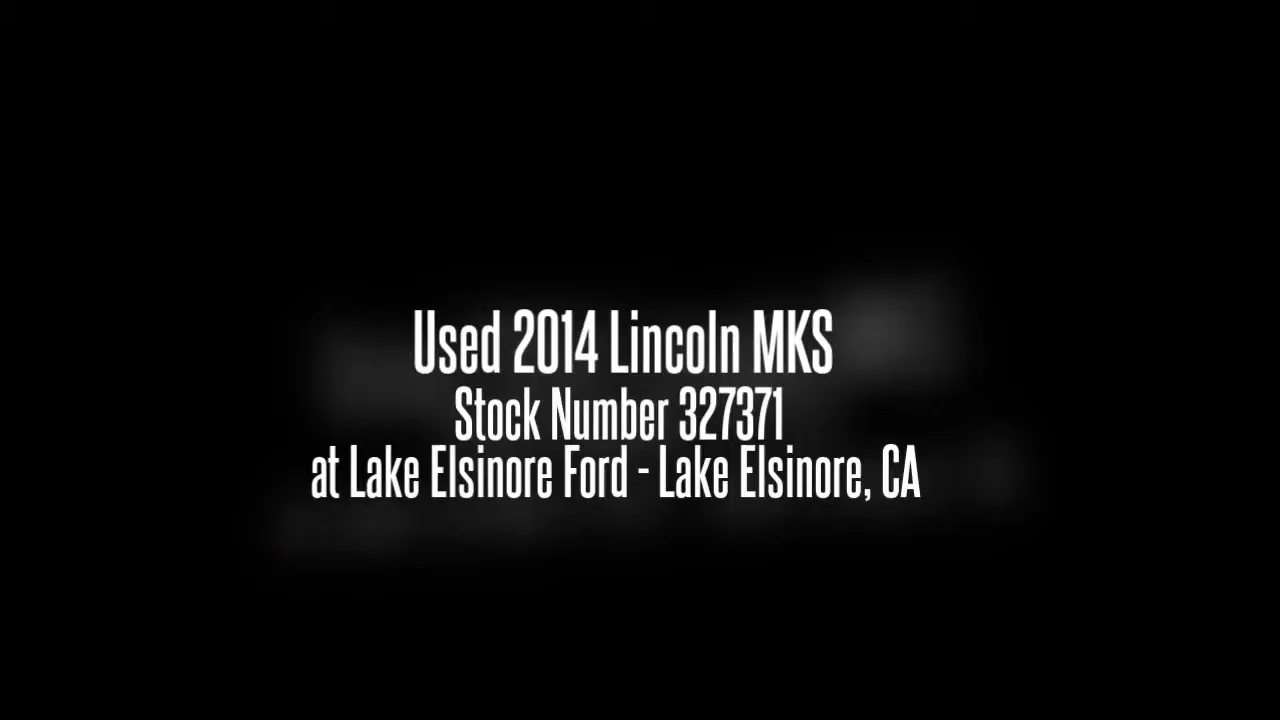 Used 2014 Lincoln MKS
Stock Number 327371
at Lake Elsinore Ford - Lake Elsinore, CA